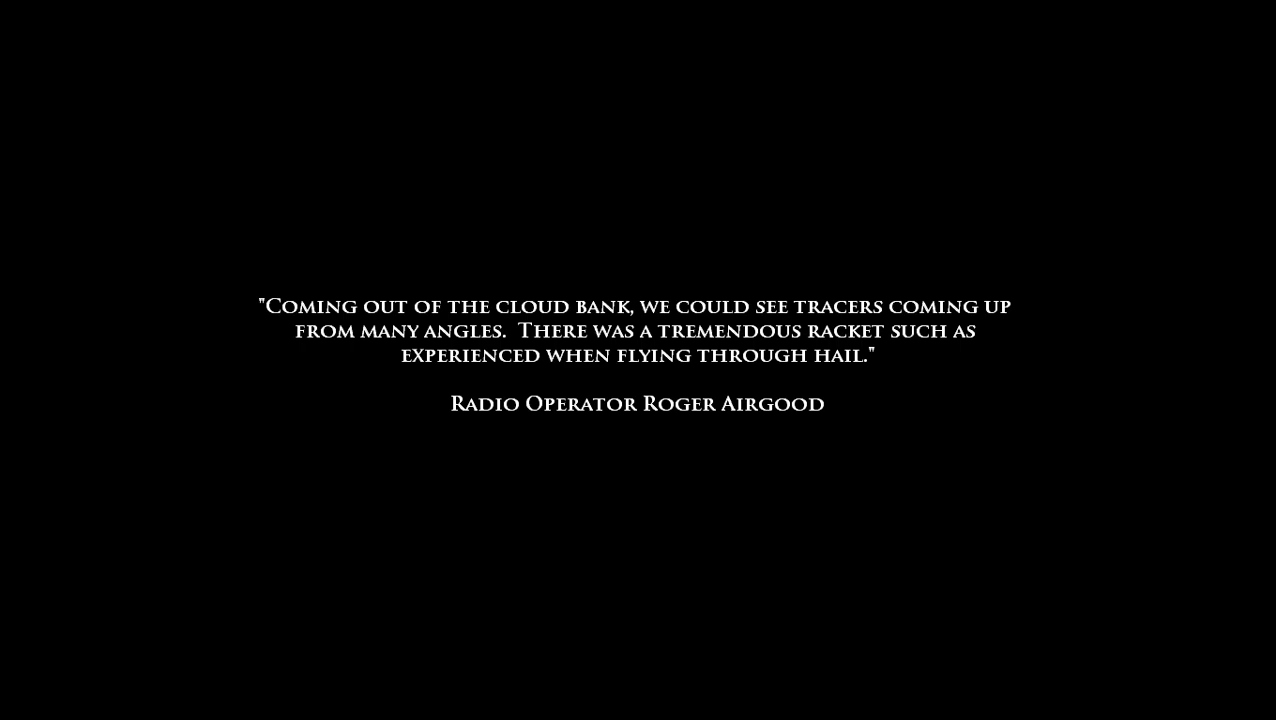 "Coming out of the cloud bank, we could see tracers coming up
from many angles.  There was a tremendous racket such as
experienced when flying through hail."
Radio Operator Roger Airgood